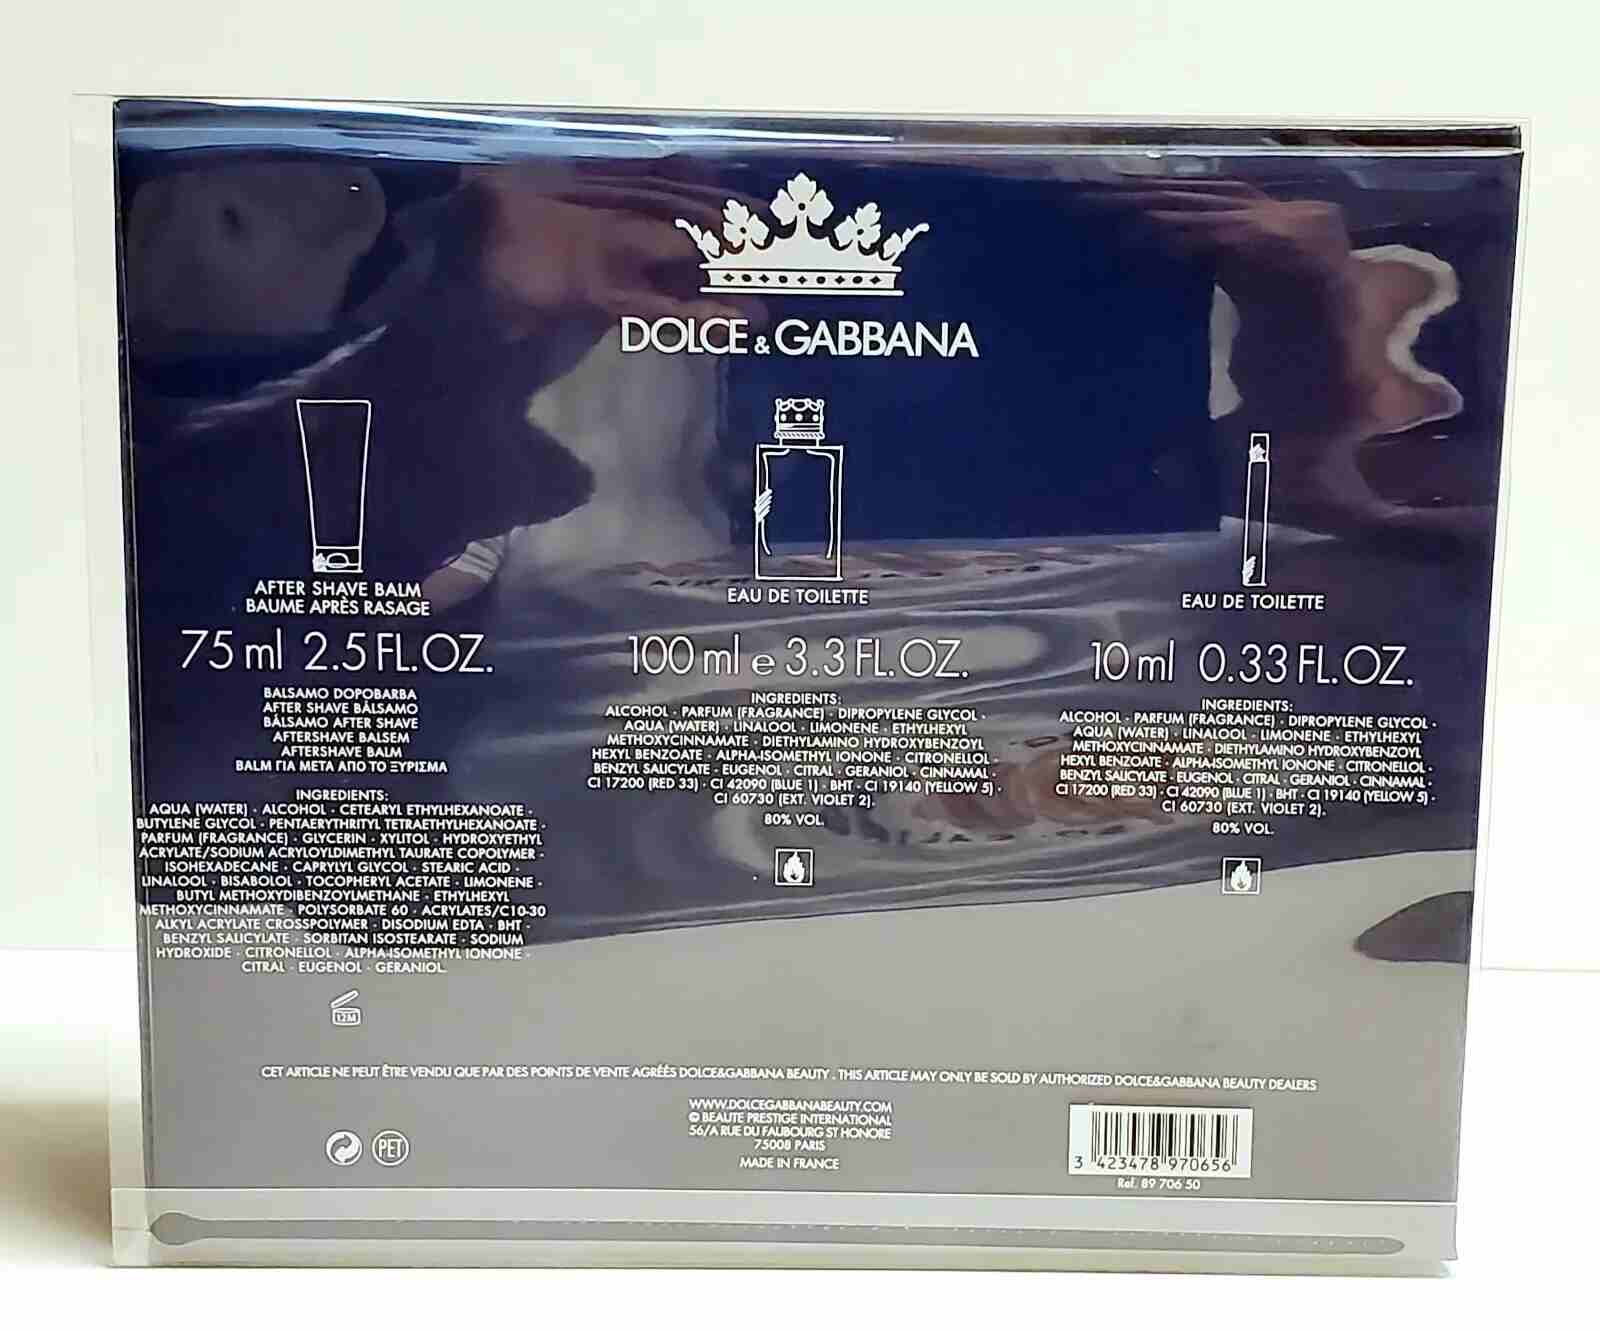 DOLCE & GABBANA
AFTER SHAVE BALM
BAUME APRÈS RASAGE
75 ml 2.5 FL.OZ.
BALSAMO DOPOBARBA
AFTER SHAVE BÅLSAMO
BÁLSAMO AFTER SHAVE
AFTERSHAVE BALSEM
AFTERSHAVE BALM
BALM ΓΙΑ ΜΕΤΑ ΑΠΟ ΤΟ ΞΥΡΙΣΜΑ
INGREDIENTS:
AQUA (WATER) · ALCOHOL · CETEARYL ETHYLHEXANOATE ·
BUTYLENE GLYCOL · PENTAERYTHRITYL TETRAETHYLHEXANOATE ·
PARFUM (FRAGRANCE) · GLYCERIN · XYLITOL · HYDROXYETHYL
ACRYLATE/SODIUM ACRYLOYLDIMETHYL TAURATE COPOLYMER ·
ISOHEXADECANE · CAPRYLYL GLYCOL · STEARIC ACID ·
LINALOOL · BISABOLOL · TOCOPHERYL ACETATE · LIMONENE ·
BUTYL METHOXYDIBENZOYLMETHANE · ETHYLHEXYL
METHOXYCINNAMATE · POLYSORBATE 60 · ACRYLATES/C10-30
ALKYL ACRYLATE CROSSPOLYMER · DISODIUM EDTA · BHT ·
BENZYL SALICYLATE · SORBITAN ISOSTEARATE · SODIUM
HYDROXIDE · CITRONELLOL · ALPHA-ISOMETHYL IONONE ·
CITRAL · EUGENOL · GERANIOL.
12M
EAU DE TOILETTE
100 ml e 3.3 FL.OZ.
INGREDIENTS:
ALCOHOL · PARFUM (FRAGRANCE) · DIPROPYLENE GLYCOL ·
AQUA (WATER) · LINALOOL · LIMONENE · ETHYLHEXYL
METHOXYCINNAMATE · DIETHYLAMINO HYDROXYBENZOYL
HEXYL BENZOATE · ALPHA-ISOMETHYL IONONE · CITRONELLOL ·
BENZYL SALICYLATE · EUGENOL · CITRAL · GERANIOL · CINNAMAL ·
CI 17200 (RED 33) · CI 42090 (BLUE 1) · BHT · CI 19140 (YELLOW 5) ·
CI 60730 (EXT. VIOLET 2).
80% VOL.
EAU DE TOILETTE
10 ml 0.33 FL.OZ.
INGREDIENTS:
ALCOHOL · PARFUM (FRAGRANCE) · DIPROPYLENE GLYCOL ·
AQUA (WATER) · LINALOOL · LIMONENE · ETHYLHEXYL
METHOXYCINNAMATE · DIETHYLAMINO HYDROXYBENZOYL
HEXYL BENZOATE · ALPHA-ISOMETHYL IONONE · CITRONELLOL ·
BENZYL SALICYLATE · EUGENOL · CITRAL · GERANIOL · CINNAMAL ·
CI 17200 (RED 33) · CI 42090 (BLUE 1) · BHT · CI 19140 (YELLOW 5) ·
CI 60730 (EXT. VIOLET 2).
80% VOL.
CET ARTICLE NE PEUT ÊTRE VENDU QUE PAR DES POINTS DE VENTE AGRÉÉS DOLCE&GABBANA BEAUTY . THIS ARTICLE MAY ONLY BE SOLD BY AUTHORIZED DOLCE&GABBANA BEAUTY DEALERS
PET
WWW.DOLCEGABBANABEAUTY.COM
© BEAUTE PRESTIGE INTERNATIONAL
56/A RUE DU FAUBOURG ST HONORE
75008 PARIS
MADE IN FRANCE
3 423478 970656
Ref. 89 706 50